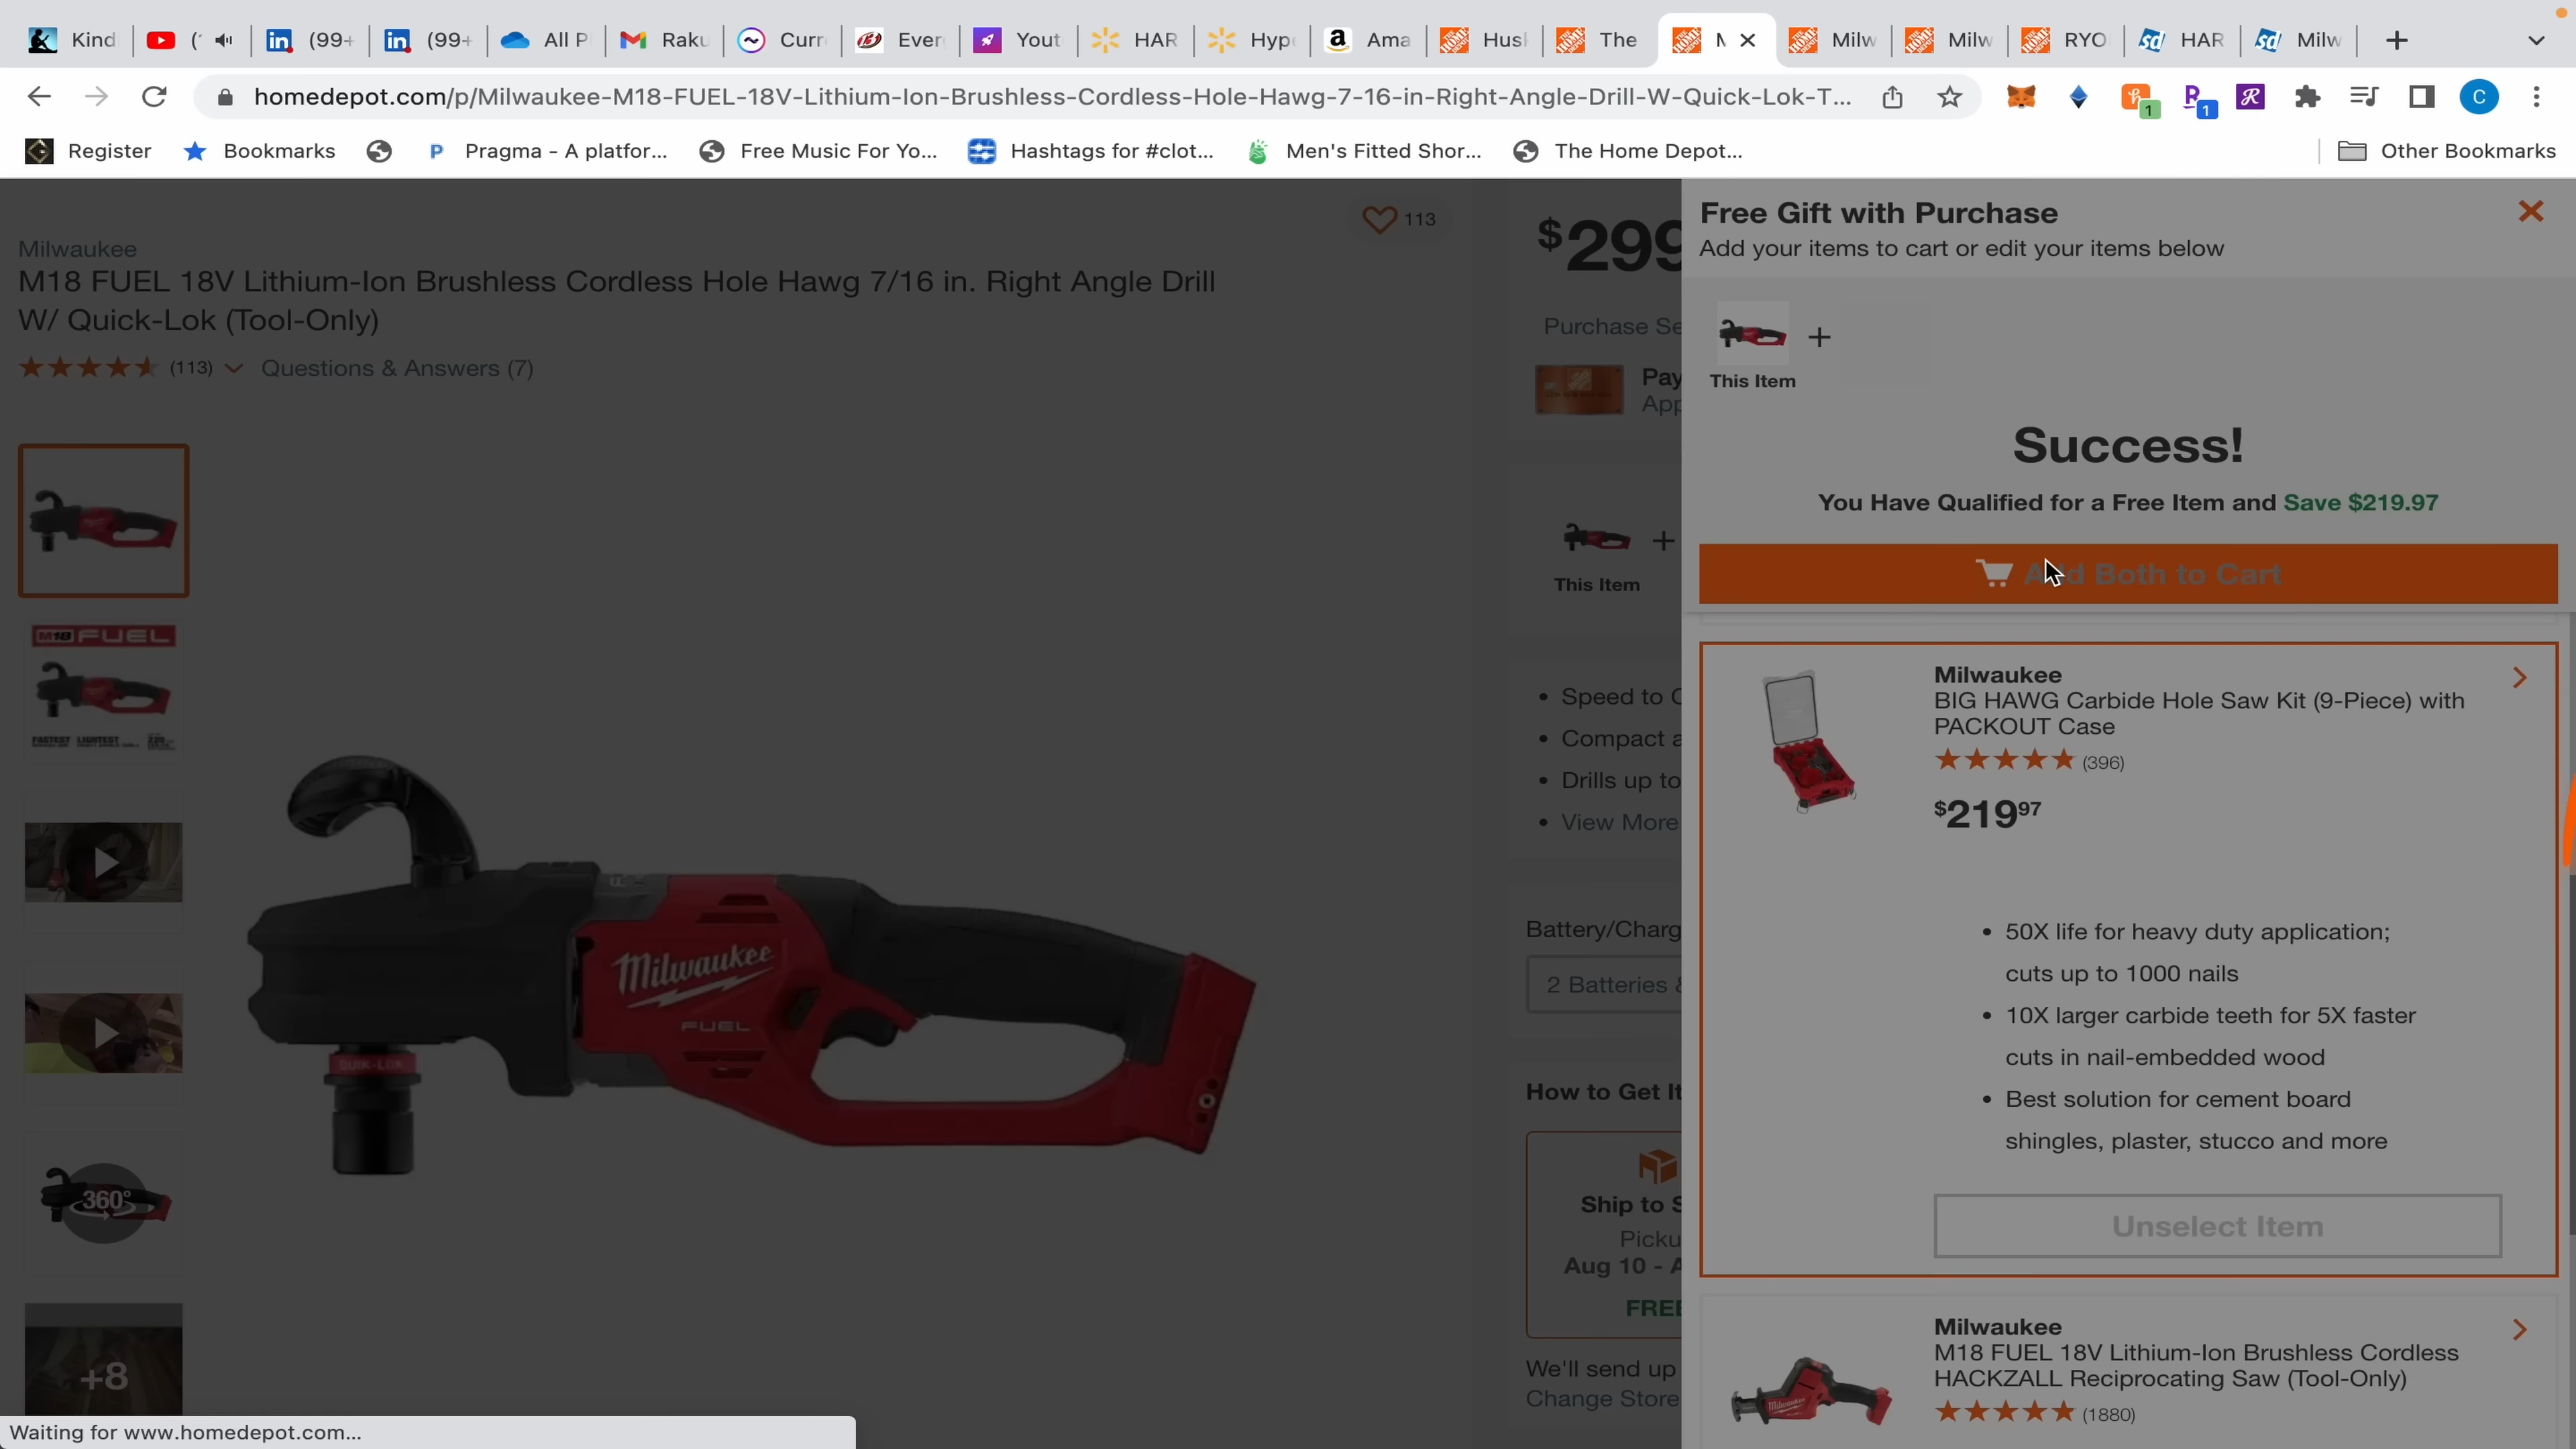 Kind
(
(99+
(99+
All P
Raku
Curr
Ever
Yout
HAR
Hype
Ama
Husk
The
Milw
Milw
RYO
HAR
Milw
homedepot.com/p/Milwaukee-M18-FUEL-18V-Lithium-Ion-Brushless-Cordless-Hole-Hawg-7-16-in-Right-Angle-Drill-W-Quick-Lok-T...
1
1
C
Register
Bookmarks
Pragma - A platfor...
Free Music For Yo...
Hashtags for #clot...
Men's Fitted Shor...
The Home Depot...
Other Bookmarks
113
Milwaukee
M18 FUEL 18V Lithium-Ion Brushless Cordless Hole Hawg 7/16 in. Right Angle Drill
W/ Quick-Lok (Tool-Only)
(113)
Questions & Answers (7)
M18 FUEL
360°
+8
Milwaukee
FUEL
QUIK-LOK
$299
Purchase Se
Pay
App
+
This Item
Speed to
Compact a
Drills up to
View More
Battery/Charg
2 Batteries &
How to Get It
Ship to S
Picku
Aug 10 - A
FREE
We'll send up
Change Store
Free Gift with Purchase
Add your items to cart or edit your items below
+
This Item
Success!
You Have Qualified for a Free Item and Save $219.97
Add Both to Cart
Milwaukee
BIG HAWG Carbide Hole Saw Kit (9-Piece) with
PACKOUT Case
(396)
$219 97
50X life for heavy duty application;
cuts up to 1000 nails
10X larger carbide teeth for 5X faster
cuts in nail-embedded wood
Best solution for cement board
shingles, plaster, stucco and more
Unselect Item
Milwaukee
M18 FUEL 18V Lithium-Ion Brushless Cordless
HACKZALL Reciprocating Saw (Tool-Only)
(1880)
Waiting for www.homedepot.com...